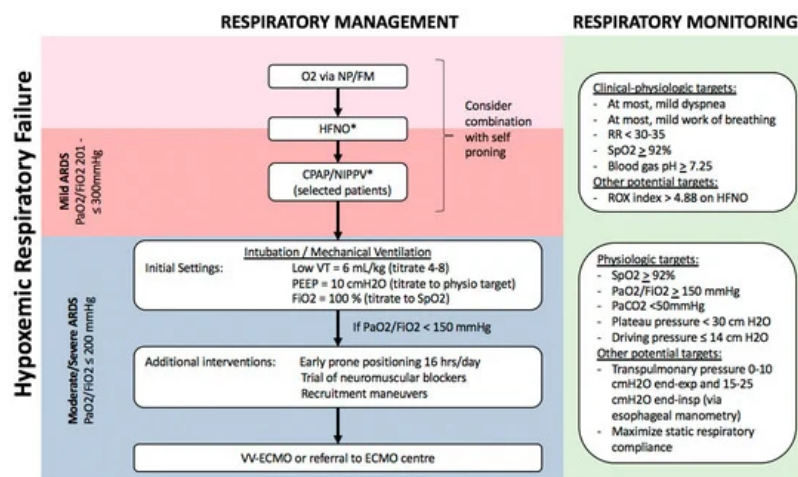 RESPIRATORY MANAGEMENT
RESPIRATORY MONITORING
Hypoxemic Respiratory Failure
Mild ARDS
PaO2/FiO2 201 -
≤ 300mmHg
Moderate/Severe ARDS
PaO2/FiO2 ≤ 200 mmHg
O2 via NP/FM
HFNO*
CPAP/NIPPV*
(selected patients)
Consider
combination
with self
proning
Intubation / Mechanical Ventilation
Initial Settings: Low VT = 6 mL/kg (titrate 4-8)
PEEP = 10 cmH2O (titrate to physio target)
FiO2 = 100 % (titrate to SpO2)
If PaO2/FiO2 < 150 mmHg
Additional interventions: Early prone positioning 16 hrs/day
Trial of neuromuscular blockers
Recruitment maneuvers
VV-ECMO or referral to ECMO centre
Clinical-physiologic targets:
- At most, mild dyspnea
- At most, mild work of breathing
- RR < 30-35
- SpO2 ≥ 92%
- Blood gas pH ≥ 7.25
Other potential targets:
- ROX index > 4.88 on HFNO
Physiologic targets:
- SpO2 ≥ 92%
- PaO2/FiO2 ≥ 150 mmHg
- PaCO2 <50mmHg
- Plateau pressure < 30 cm H2O
- Driving pressure ≤ 14 cm H2O
Other potential targets:
- Transpulmonary pressure 0-10
cmH2O end-exp and 15-25
cmH2O end-insp (via
esophageal manometry)
- Maximize static respiratory
compliance